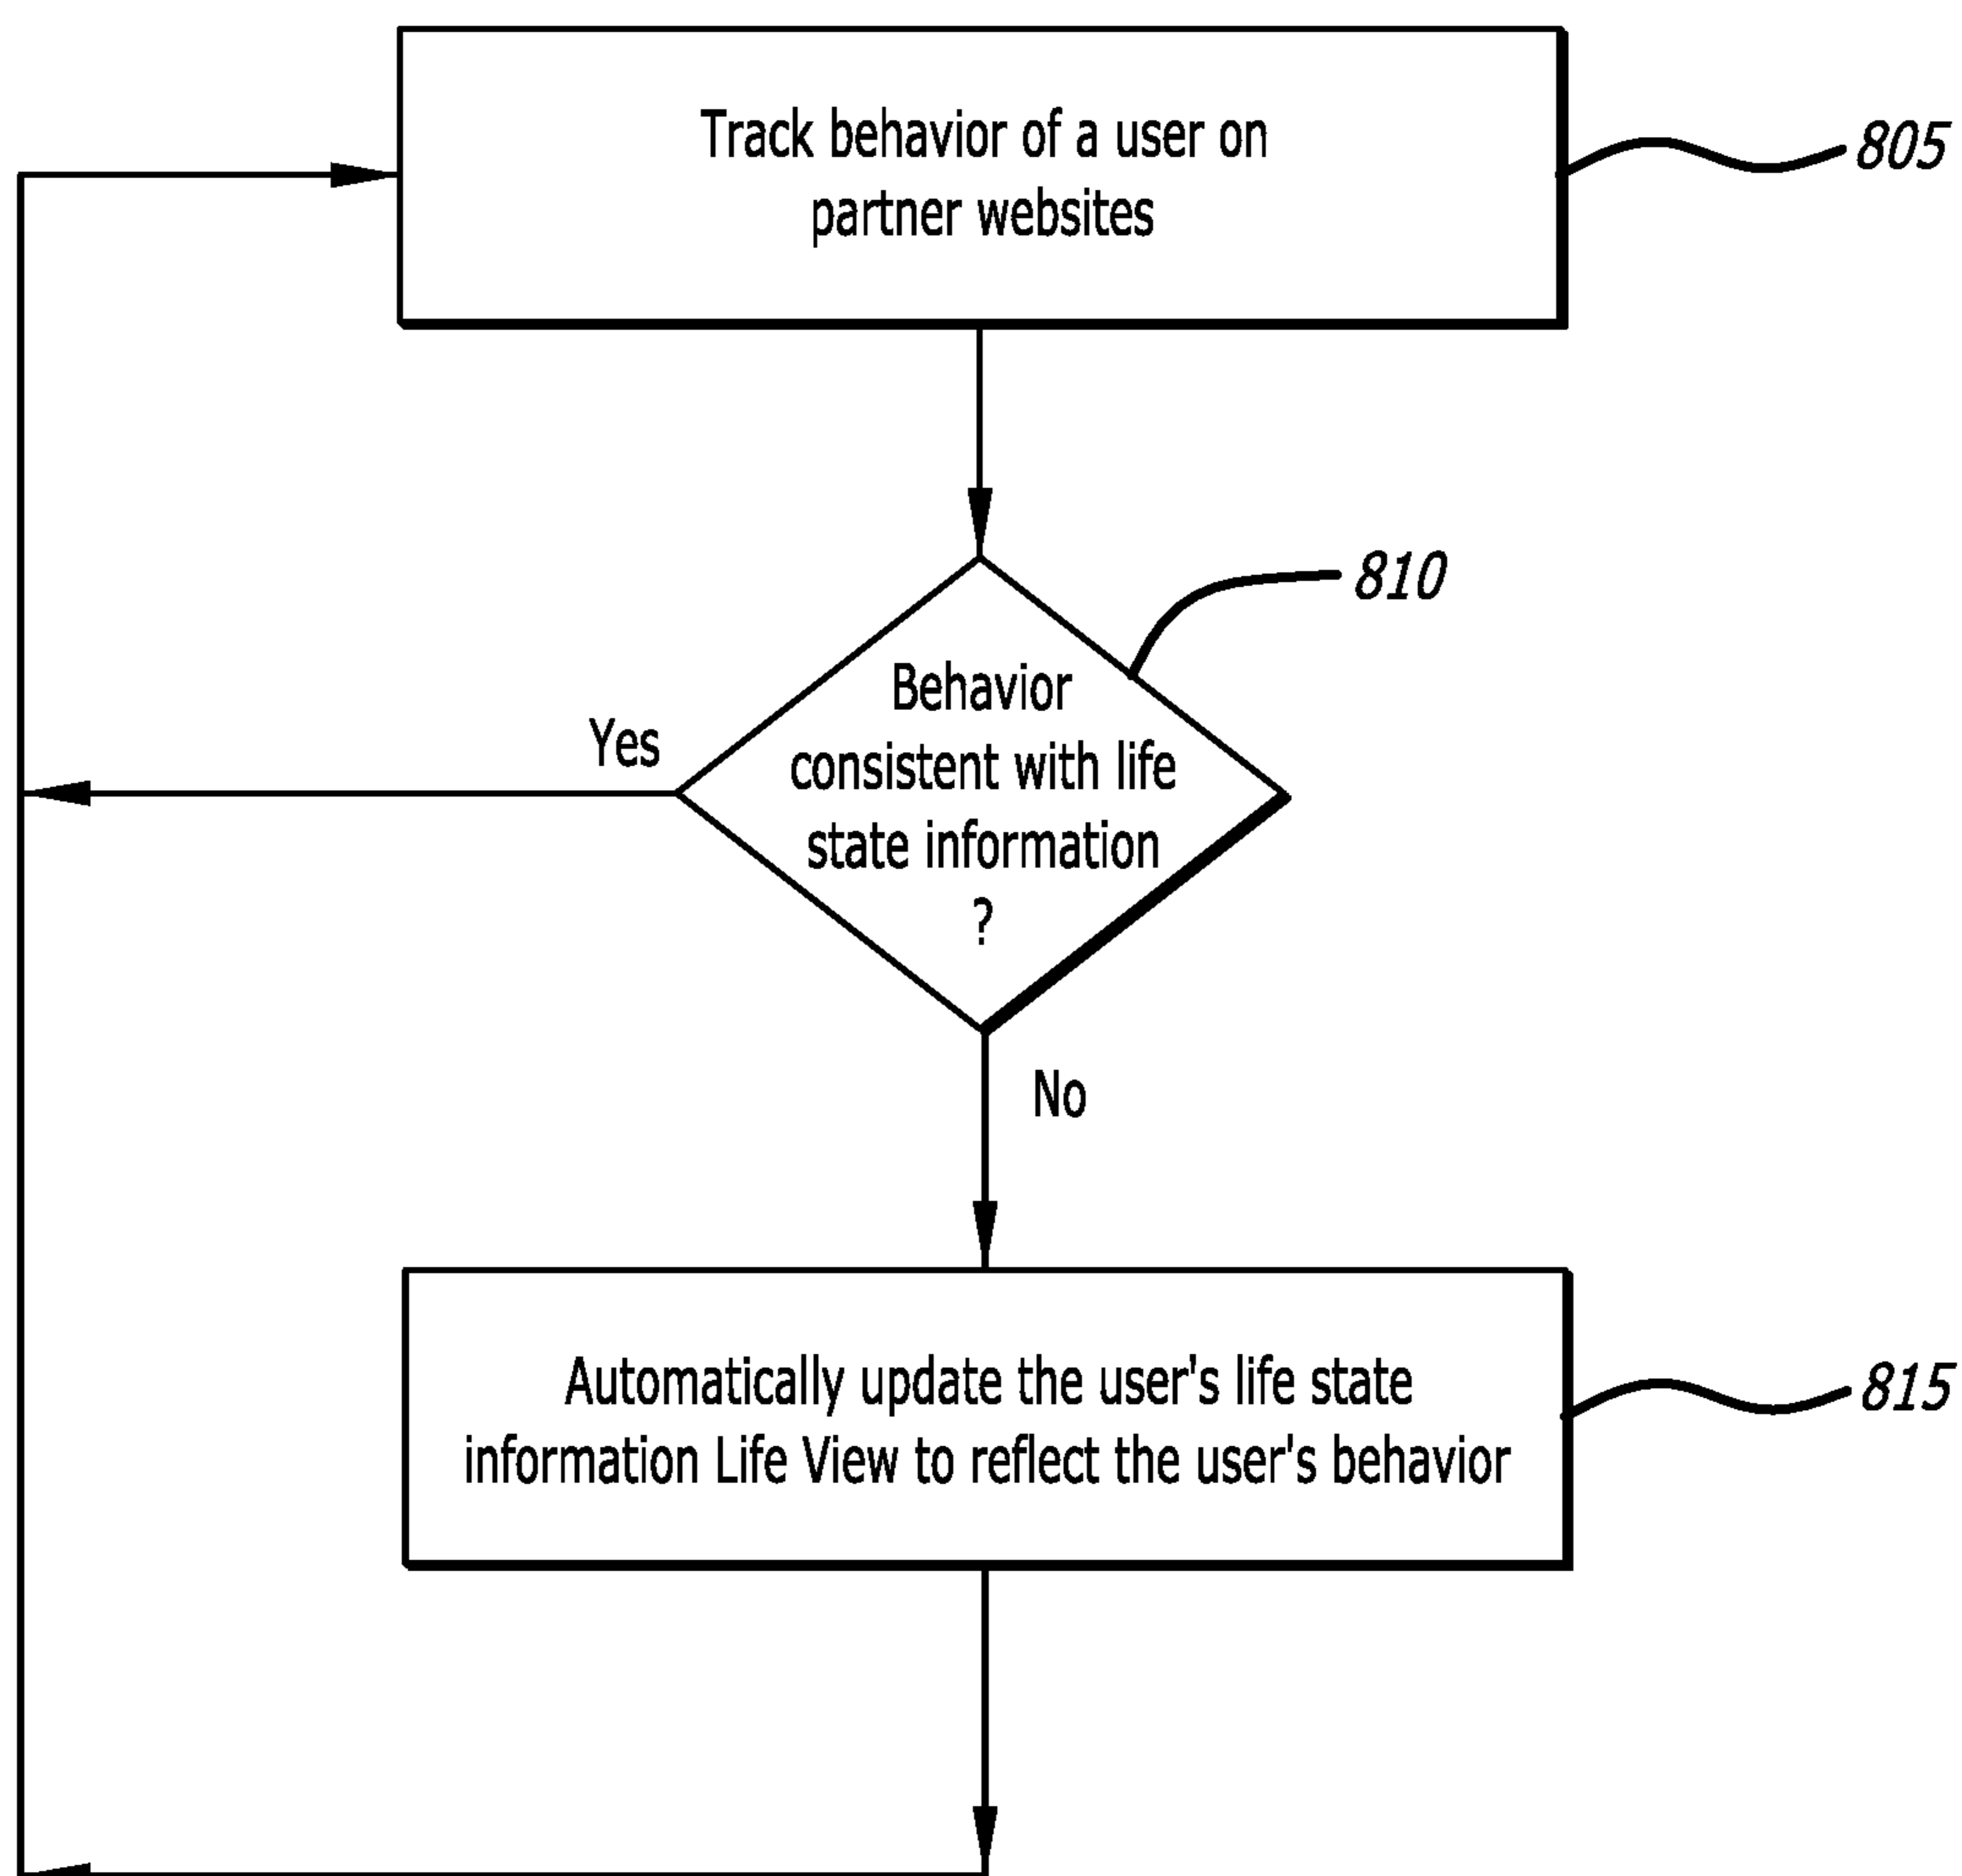 Track behavior of a user on
partner websites
805
810
Behavior
consistent with life
state information
?
Yes
No
Automatically update the user's life state
information Life View to reflect the user's behavior
815